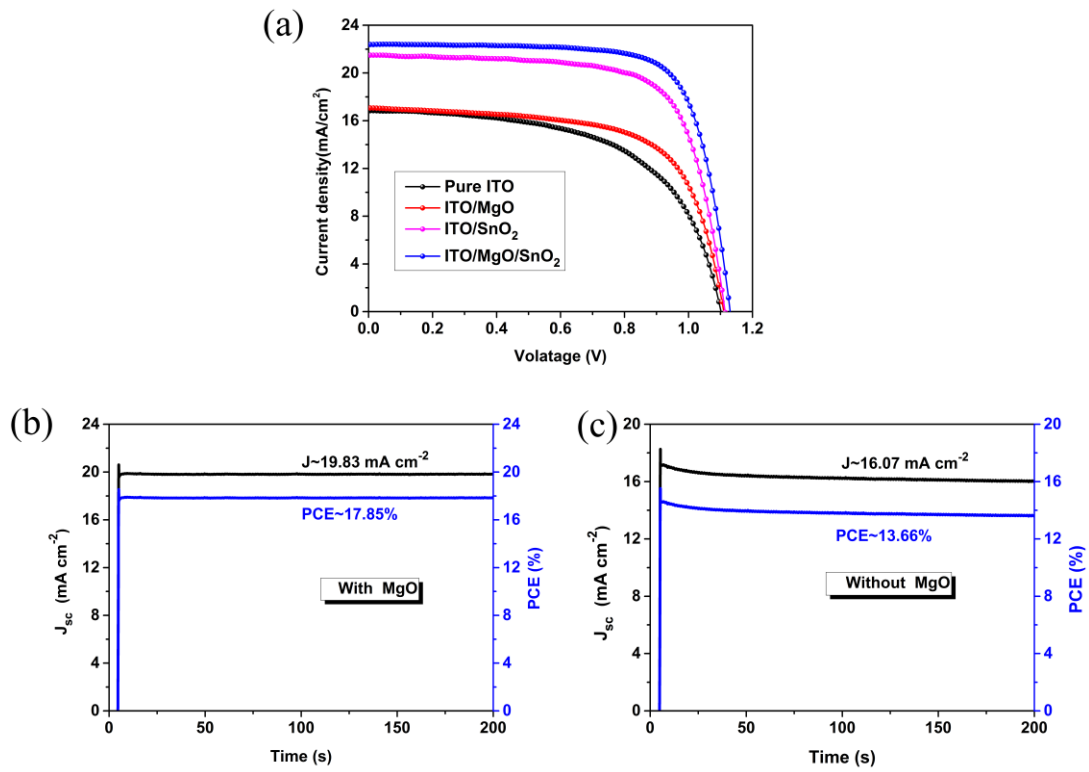 (a)
24
20
16
12
8
4
0
Current density(mA/cm²)
Pure ITO
ITO/MgO
ITO/SnO₂
ITO/MgO/SnO₂
0.0 0.2 0.4 0.6 0.8 1.0 1.2
Volatage (V)
(b)
24
20
16
12
8
4
0
Jsc (mA cm⁻²)
J~19.83 mA cm⁻²
PCE~17.85%
With MgO
24
20
16
12
8
4
0
PCE (%)
0 50 100 150 200
Time (s)
(c)
20
16
12
8
4
0
Jsc (mA cm⁻²)
J~16.07 mA cm⁻²
PCE~13.66%
Without MgO
20
16
12
8
4
0
PCE (%)
0 50 100 150 200
Time (s)